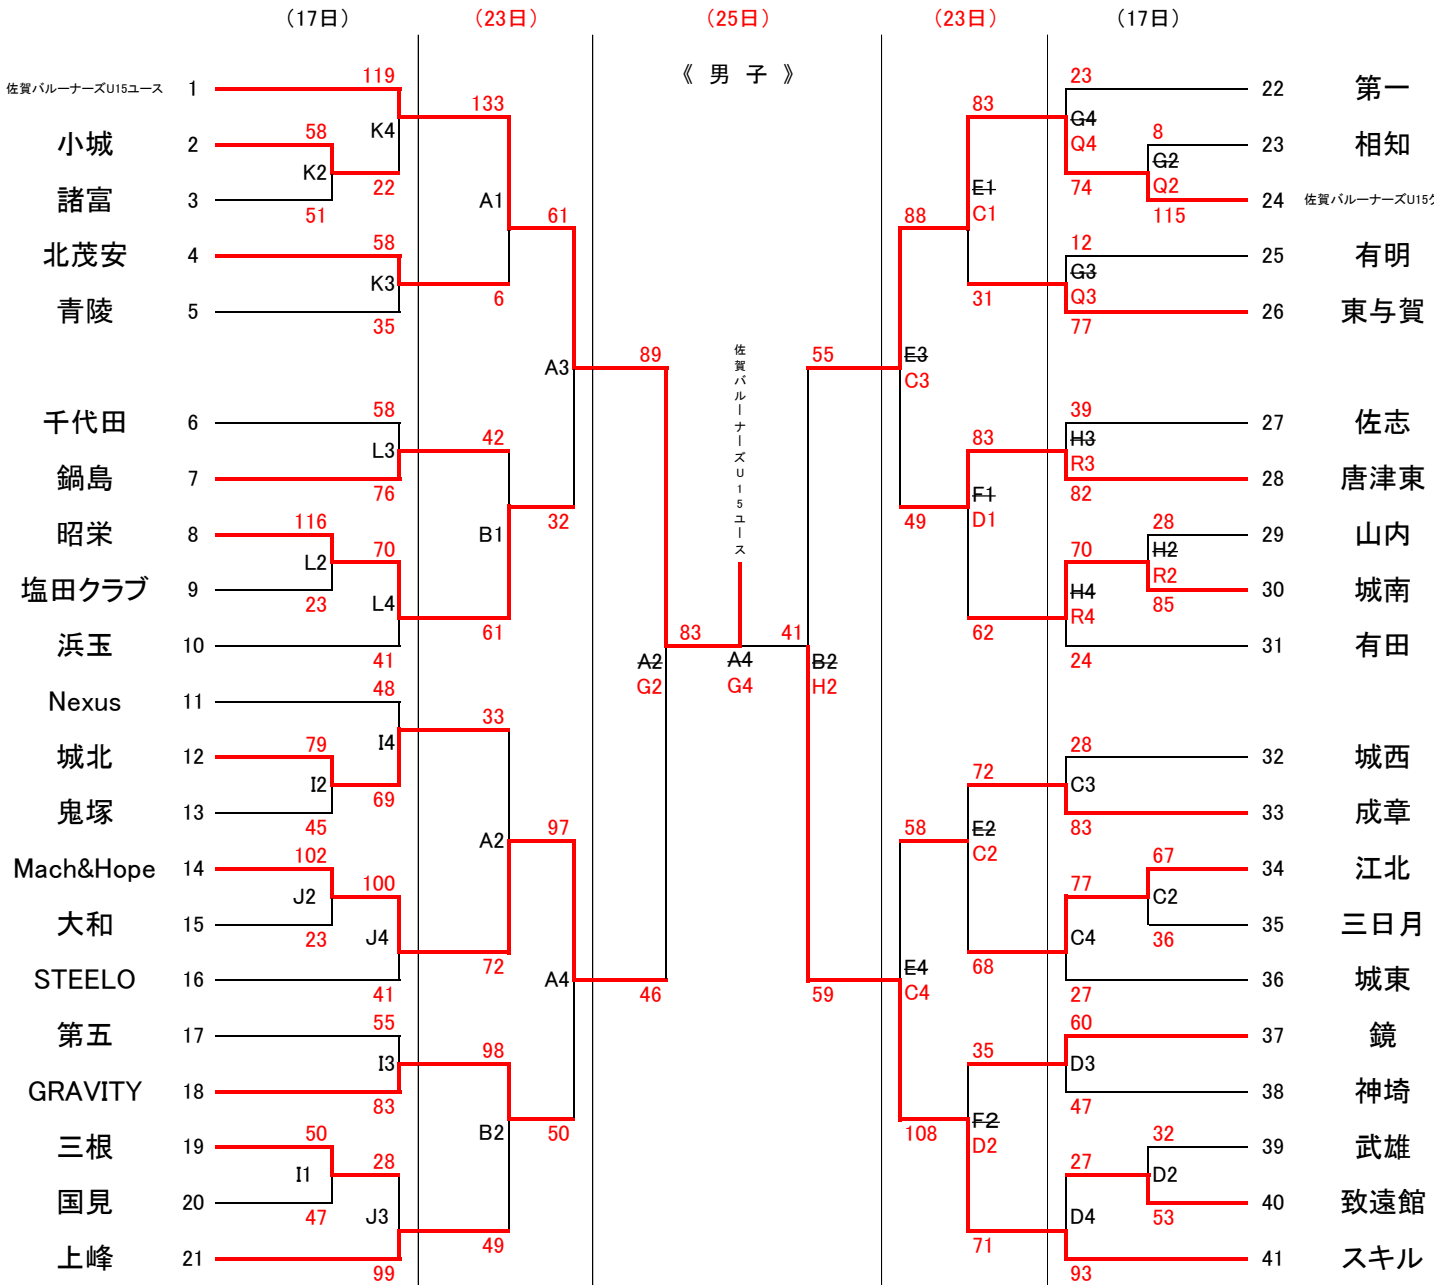 (17日) (23日) (25日) (23日) (17日)
《 男 子 》
佐賀バルーナーズU15ユース 1 119
133
83
23 22 第一
小城 2 58 K4
G4 Q4 8 23 相知
K2 22
74 G2 Q2
諸富 3 51 A1 61
88 E1 C1 115 24 佐賀バルーナーズU15
北茂安 4 58
12 25 有明
K3 6
31 G3 Q3
青陵 5 35
77 26 東与賀
A3 89
佐賀バルーナーズU15ユース
55 E3 C3
千代田 6 58
39 27 佐志
L3 42
83 H3 R3
鍋島 7 76
82 28 唐津東
昭栄 8 116 B1 32
49 F1 D1 28 29 山内
L2 70
70 H2 R2
塩田クラブ 9 23 L4 61
62 H4 R4 85 30 城南
浜玉 10 41
24 31 有田
83 41
A2 G2 A4 G4 B2 H2
Nexus 11 48
I4 33
城北 12 79
28 32 城西
I2 69
72 C3
鬼塚 13 45
83 33 成章
A2 97
58 E2 C2
Mach&Hope 14 102
67 34 江北
J2 100
77 C2
大和 15 23 J4 72
68 C4 36 35 三日月
STEELO 16 41
27 36 城東
A4 46
59 E4 C4
第五 17 55
60 37 鏡
I3 98
35 D3
GRAVITY 18 83
47 38 神埼
B2 50
108 F2 D2
三根 19 50
32 39 武雄
I1 28
27 D2
国見 20 47 J3 49
71 D4 53 40 致遠館
上峰 21 99
93 41 スキル